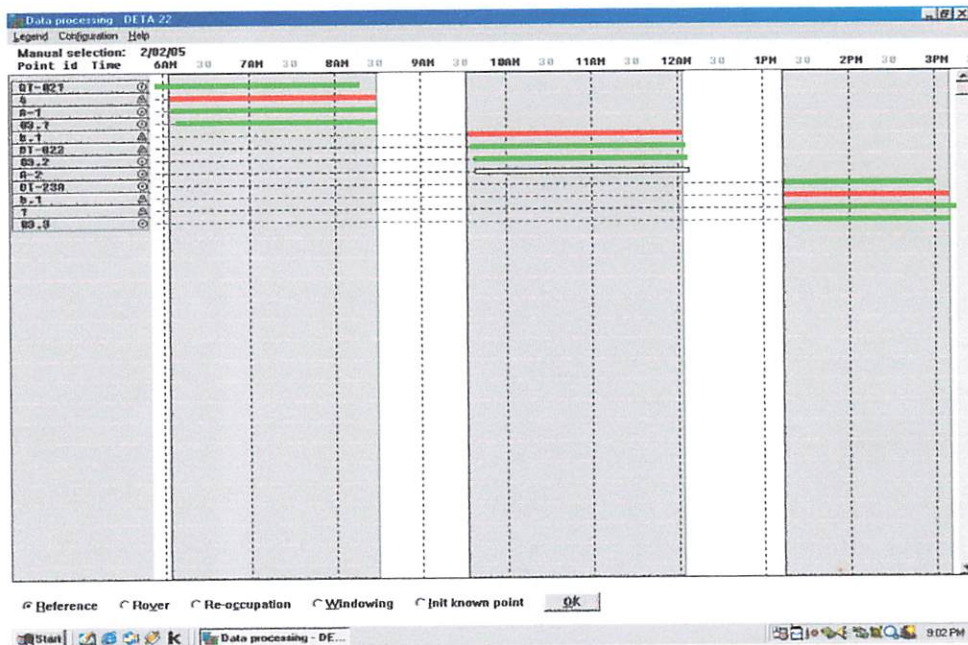 Data processing DETA 22
Legend Configuration Help
Manual selection: 2/02/05
Point id Time 6AM 30 7AM 30 8AM 30 9AM 30 10AM 30 11AM 30 12AM 30 1PM 30 2PM 30 3PM
A-1
b.1
A-2
b.1
Reference Rover Re-occupation Windowing Init known point OK
Start K Data processing - DE... 9:02 PM